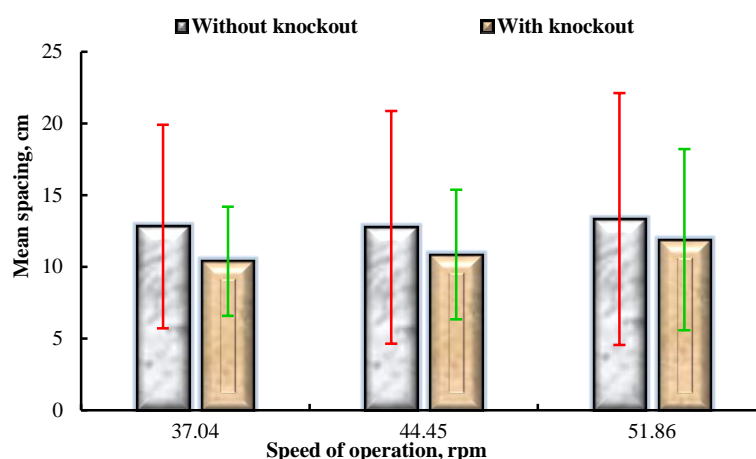 Without knockout With knockout
Mean spacing, cm
25
20
15
10
5
0
37.04 44.45 51.86
Speed of operation, rpm